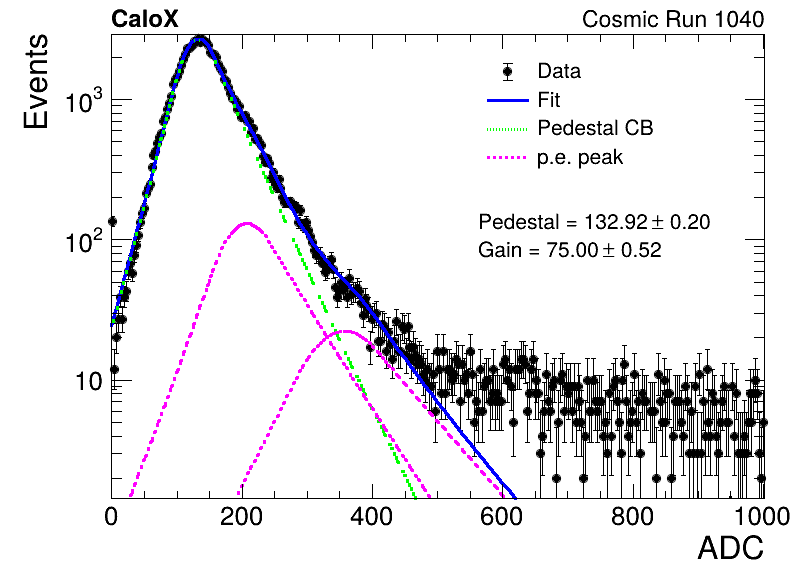 CaloX
Cosmic Run 1040
Events
10³
10²
10
Data
Fit
Pedestal CB
p.e. peak
Pedestal = 132.92 ± 0.20
Gain = 75.00 ± 0.52
0 200 400 600 800 1000
ADC